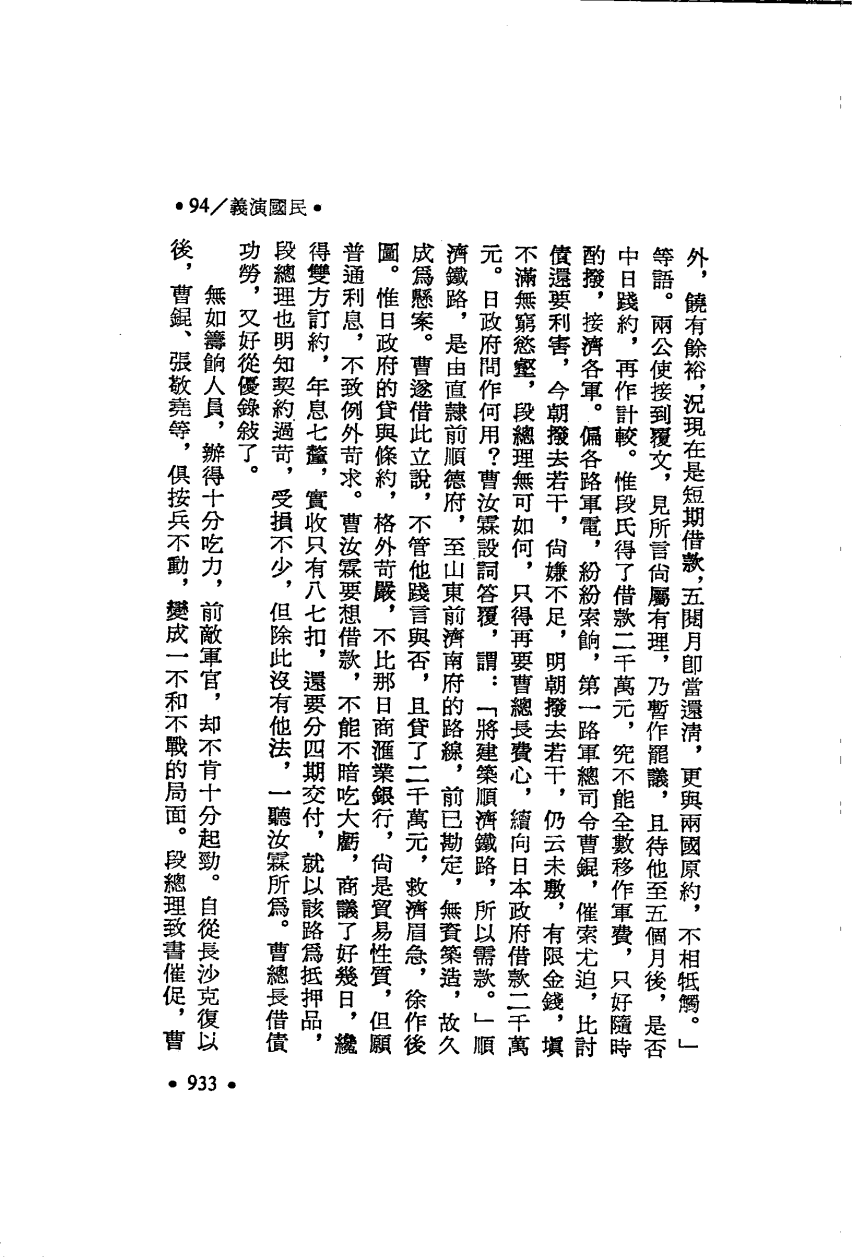 •94/義演國民•
外，饒有餘裕，況現在是短期借款，五閱月卽當還清，更與兩國原約，不相牴觸。」
等語。兩公使接到覆文，見所言尙屬有理，乃暫作罷議，且待他至五個月後，是否
中日踐約，再作計較。惟段氏得了借款二千萬元，究不能全數移作軍費，只好隨時
酌撥，接濟各軍。偏各路軍電，紛紛索餉，第一路軍總司令曹錕，催索尤迫，比討
債還要利害，今朝撥去若干，尙嫌不足，明朝撥去若干，仍云未敷，有限金錢，塡
不滿無窮慾壑，段總理無可如何，只得再要曹總長費心，續向日本政府借款二千萬
元。日政府問作何用？曹汝霖設詞答覆，謂：「將建築順濟鐵路，所以需款。」順
濟鐵路，是由直隸前順德府，至山東前濟南府的路線，前已勘定，無資築造，故久
成爲懸案。曹遂借此立說，不管他踐言與否，且貸了二千萬元，救濟眉急，徐作後
圖。惟日政府的貸與條約，格外苛嚴，不比那日商滙業銀行，尙是貿易性質，但願
普通利息，不致例外苛求。曹汝霖要想借款，不能不暗吃大虧，商議了好幾日，纔
得雙方訂約，年息七釐，實收只有八七扣，還要分四期交付，就以該路爲抵押品，
段總理也明知契約過苛，受損不少，但除此沒有他法，一聽汝霖所爲。曹總長借債
功勞，又好從優錄敍了。
無如籌餉人員，辦得十分吃力，前敵軍官，却不肯十分起勁。自從長沙克復以
後，曹錕、張敬堯等，俱按兵不動，變成一不和不戰的局面。段總理致書催促，曹
•933•